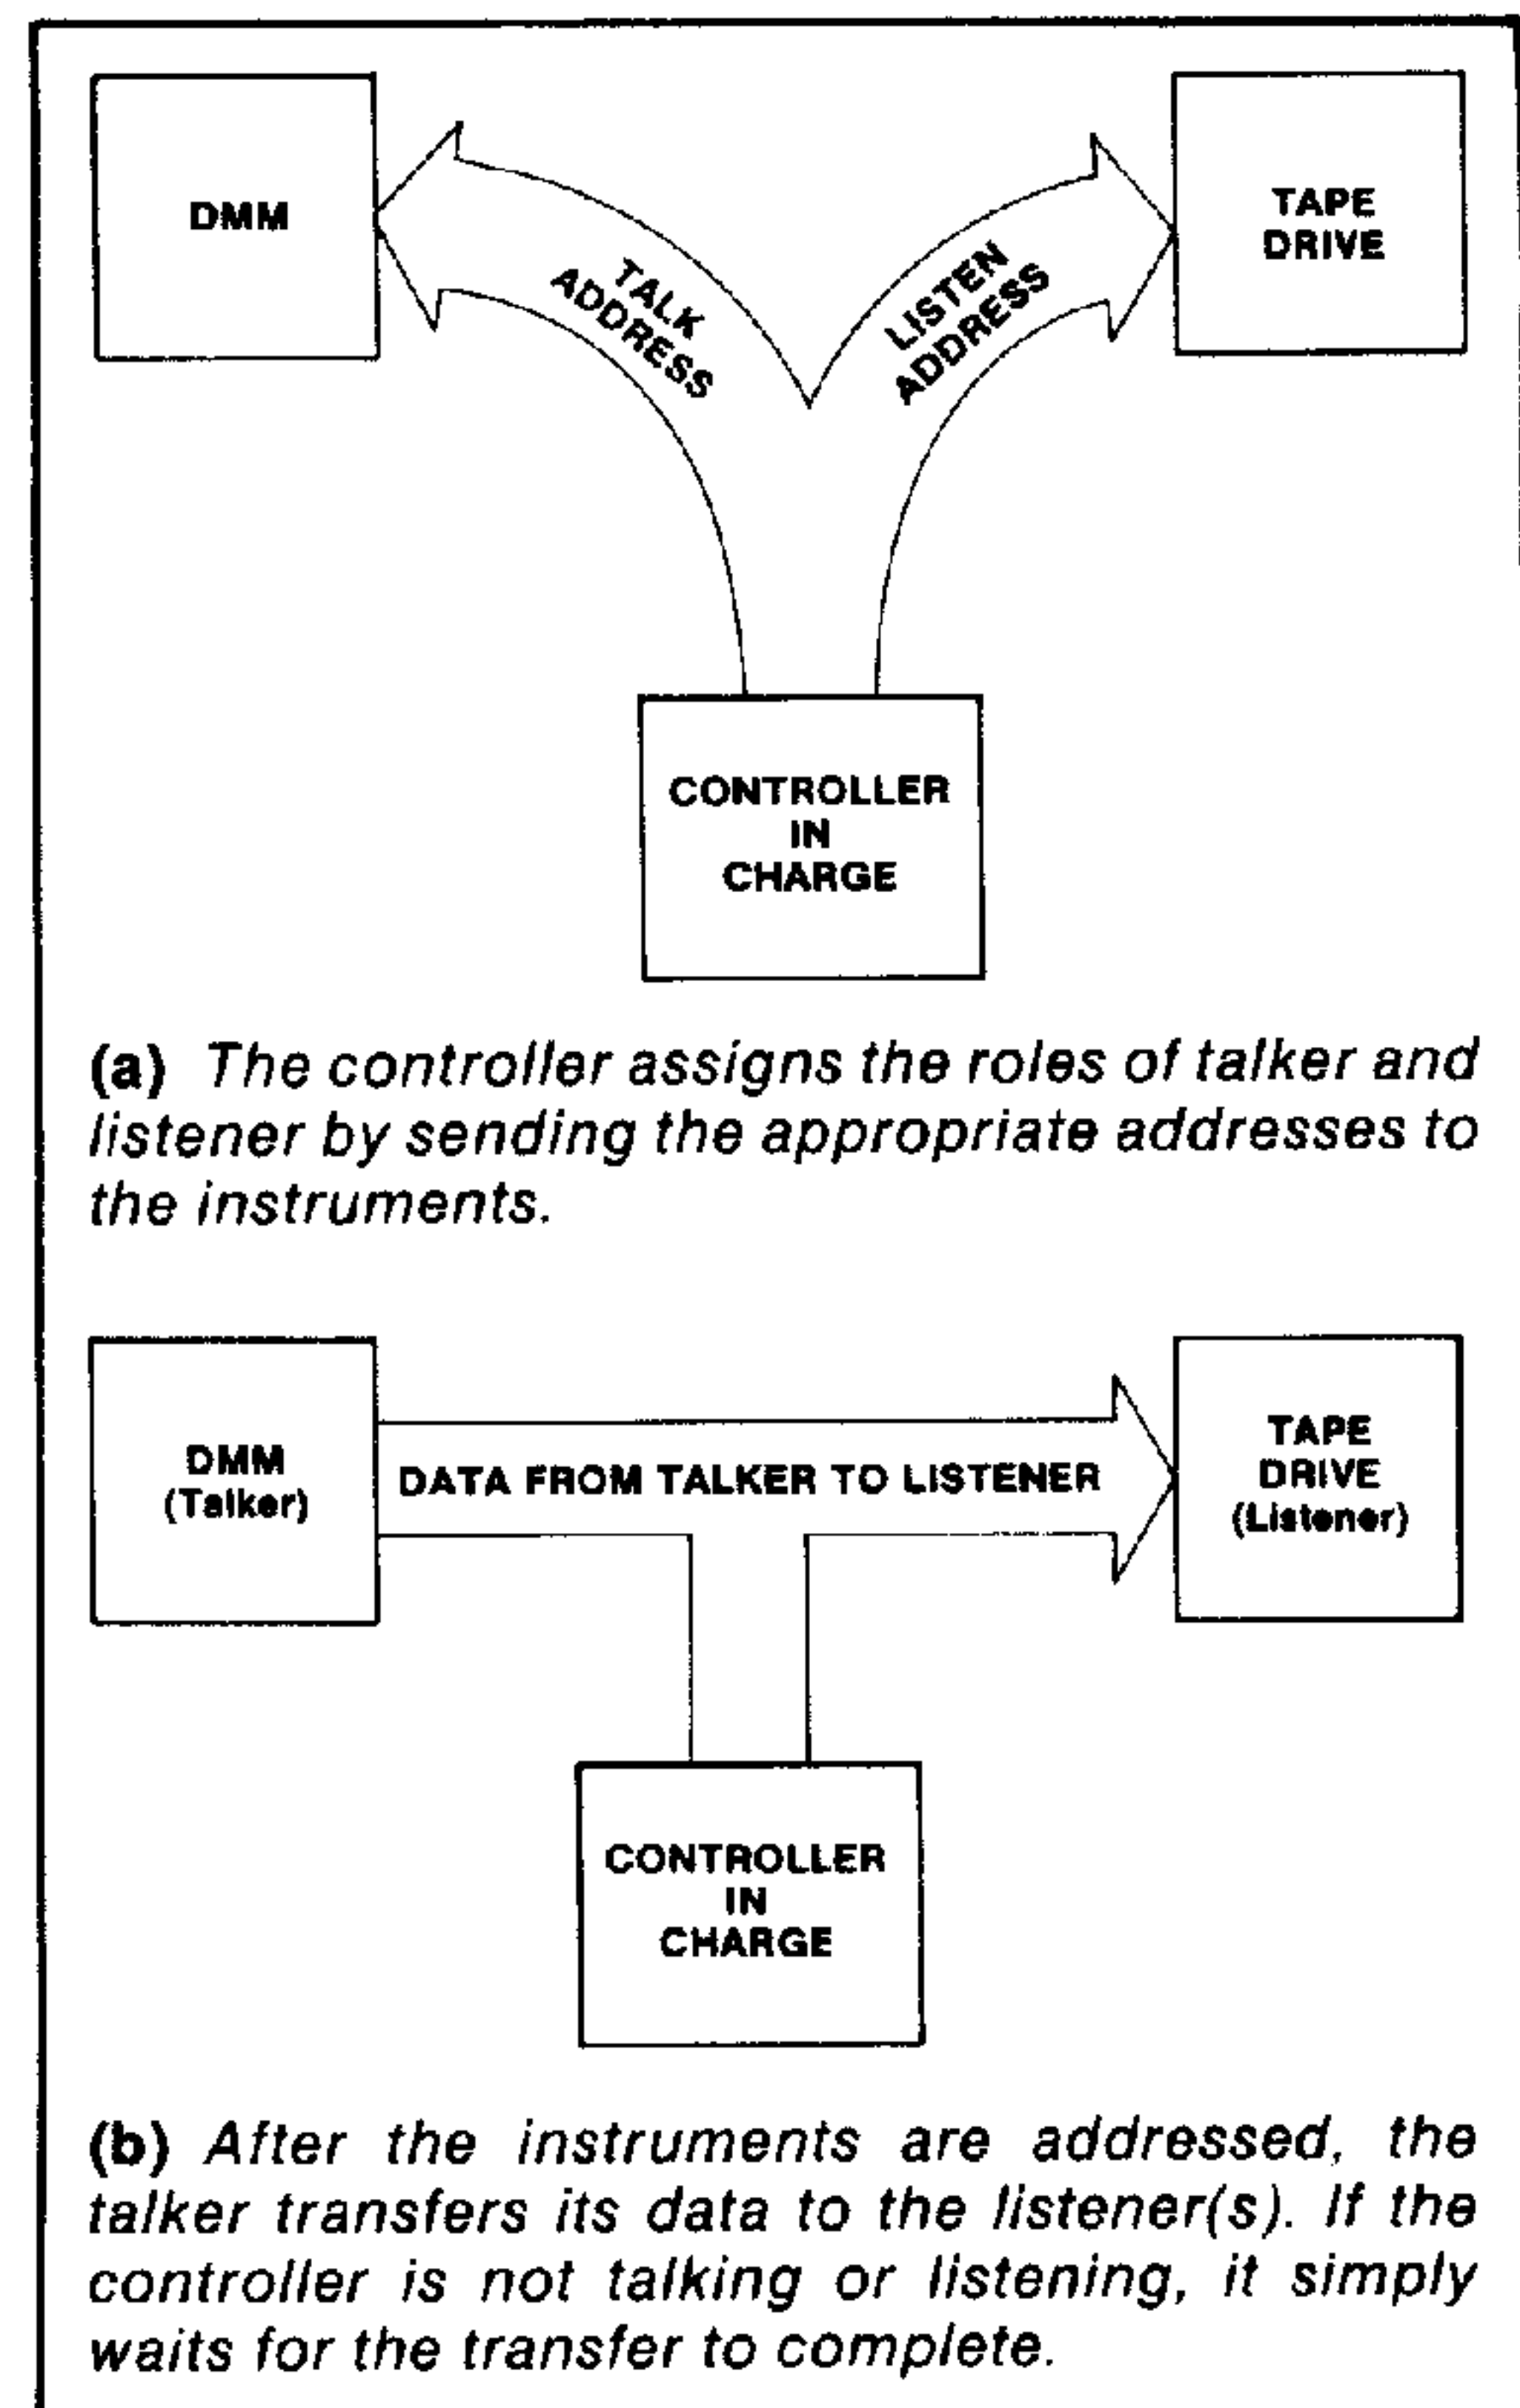 DMM
TAPE
DRIVE
TALK
ADDRESS
LISTEN
ADDRESS
CONTROLLER
IN
CHARGE
(a) The controller assigns the roles of talker and
listener by sending the appropriate addresses to
the instruments.
DMM
(Talker)
DATA FROM TALKER TO LISTENER
TAPE
DRIVE
(Listener)
CONTROLLER
IN
CHARGE
(b) After the instruments are addressed, the
talker transfers its data to the listener(s). If the
controller is not talking or listening, it simply
waits for the transfer to complete.